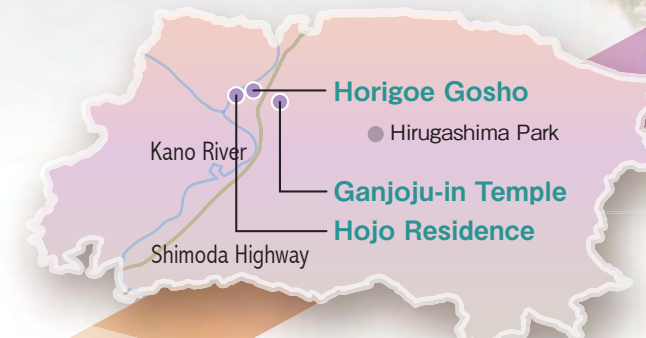 Horigoe Gosho
Hirugashima Park
Kano River
Ganjoju-in Temple
Hojo Residence
Shimoda Highway